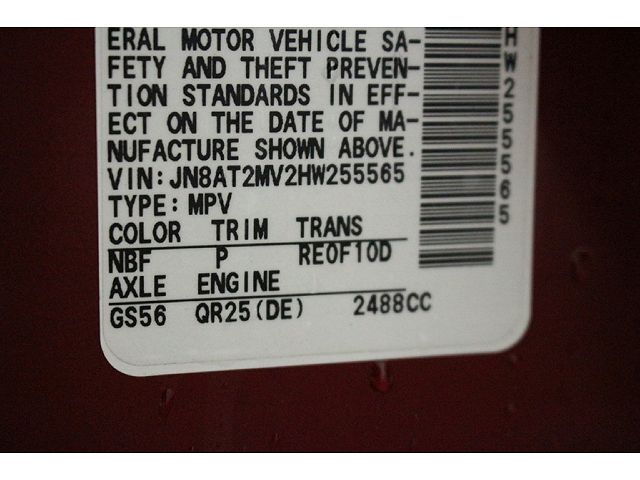 ERAL MOTOR VEHICLE SA-
FETY AND THEFT PREVEN-
TION STANDARDS IN EFF-
ECT ON THE DATE OF MA-
NUFACTURE SHOWN ABOVE.
VIN:JN8AT2MV2HW255565
TYPE:MPV
COLOR TRIM TRANS
NBF P RE0F10D
AXLE ENGINE
GS56 QR25(DE) 2488CC
HW255565